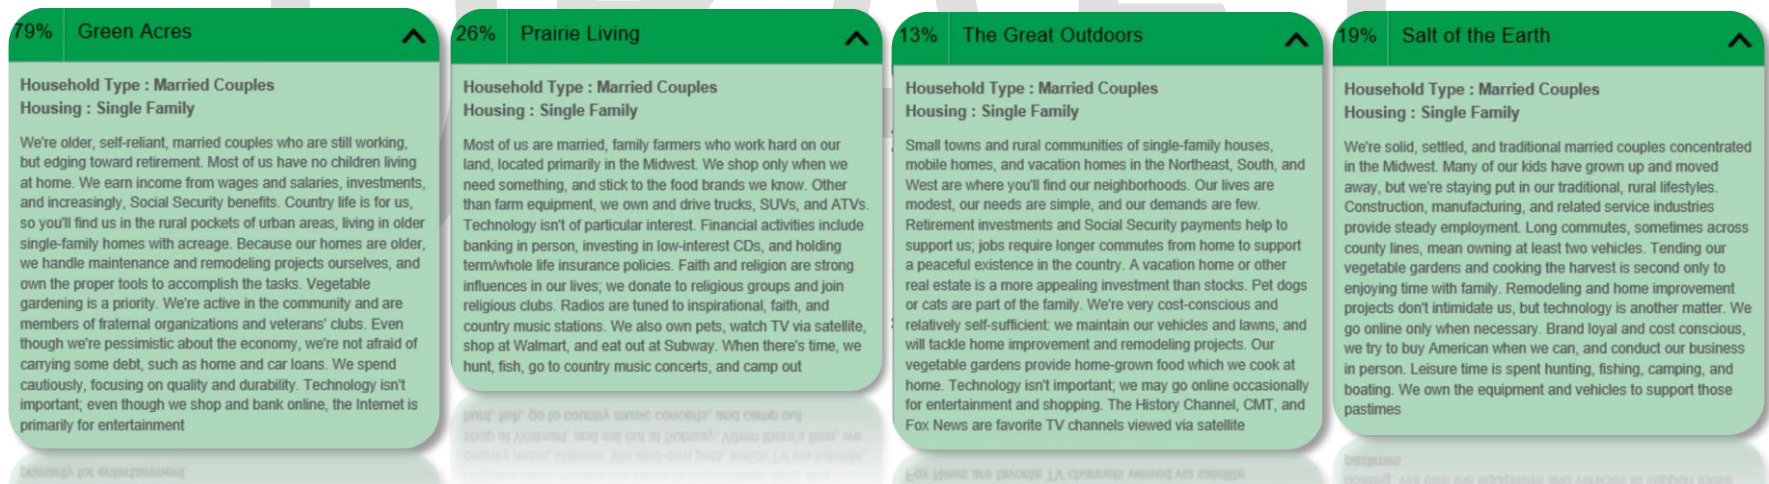 79% Green Acres
Household Type : Married Couples
Housing : Single Family
We're older, self-reliant, married couples who are still working,
but edging toward retirement. Most of us have no children living
at home. We earn income from wages and salaries, investments,
and increasingly, Social Security benefits. Country life is for us,
so you'll find us in the rural pockets of urban areas, living in older
single-family homes with acreage. Because our homes are older,
we handle maintenance and remodeling projects ourselves, and
own the proper tools to accomplish the tasks. Vegetable
gardening is a priority. We're active in the community and are
members of fraternal organizations and veterans' clubs. Even
though we're pessimistic about the economy, we're not afraid of
carrying some debt, such as home and car loans. We spend
cautiously, focusing on quality and durability. Technology isn't
important; even though we shop and bank online, the Internet is
primarily for entertainment
26% Prairie Living
Household Type : Married Couples
Housing : Single Family
Most of us are married, family farmers who work hard on our
land, located primarily in the Midwest. We shop only when we
need something, and stick to the food brands we know. Other
than farm equipment, we own and drive trucks, SUVs, and ATVs.
Technology isn't of particular interest. Financial activities include
banking in person, investing in low-interest CDs, and holding
term/whole life insurance policies. Faith and religion are strong
influences in our lives; we donate to religious groups and join
religious clubs. Radios are tuned to inspirational, faith, and
country music stations. We also own pets, watch TV via satellite,
shop at Walmart, and eat out at Subway. When there's time, we
hunt, fish, go to country music concerts, and camp out
13% The Great Outdoors
Household Type : Married Couples
Housing : Single Family
Small towns and rural communities of single-family houses,
mobile homes, and vacation homes in the Northeast, South, and
West are where you'll find our neighborhoods. Our lives are
modest, our needs are simple, and our demands are few.
Retirement investments and Social Security payments help to
support us; jobs require longer commutes from home to support
a peaceful existence in the country. A vacation home or other
real estate is a more appealing investment than stocks. Pet dogs
or cats are part of the family. We're very cost-conscious and
relatively self-sufficient: we maintain our vehicles and lawns, and
will tackle home improvement and remodeling projects. Our
vegetable gardens provide home-grown food which we cook at
home. Technology isn't important; we may go online occasionally
for entertainment and shopping. The History Channel, CMT, and
Fox News are favorite TV channels viewed via satellite
19% Salt of the Earth
Household Type : Married Couples
Housing : Single Family
We're solid, settled, and traditional married couples concentrated
in the Midwest. Many of our kids have grown up and moved
away, but we're staying put in our traditional, rural lifestyles.
Construction, manufacturing, and related service industries
provide steady employment. Long commutes, sometimes across
county lines, mean owning at least two vehicles. Tending our
vegetable gardens and cooking the harvest is second only to
enjoying time with family. Remodeling and home improvement
projects don't intimidate us, but technology is another matter. We
go online only when necessary. Brand loyal and cost conscious,
we try to buy American when we can, and conduct our business
in person. Leisure time is spent hunting, fishing, camping, and
boating. We own the equipment and vehicles to support those
pastimes